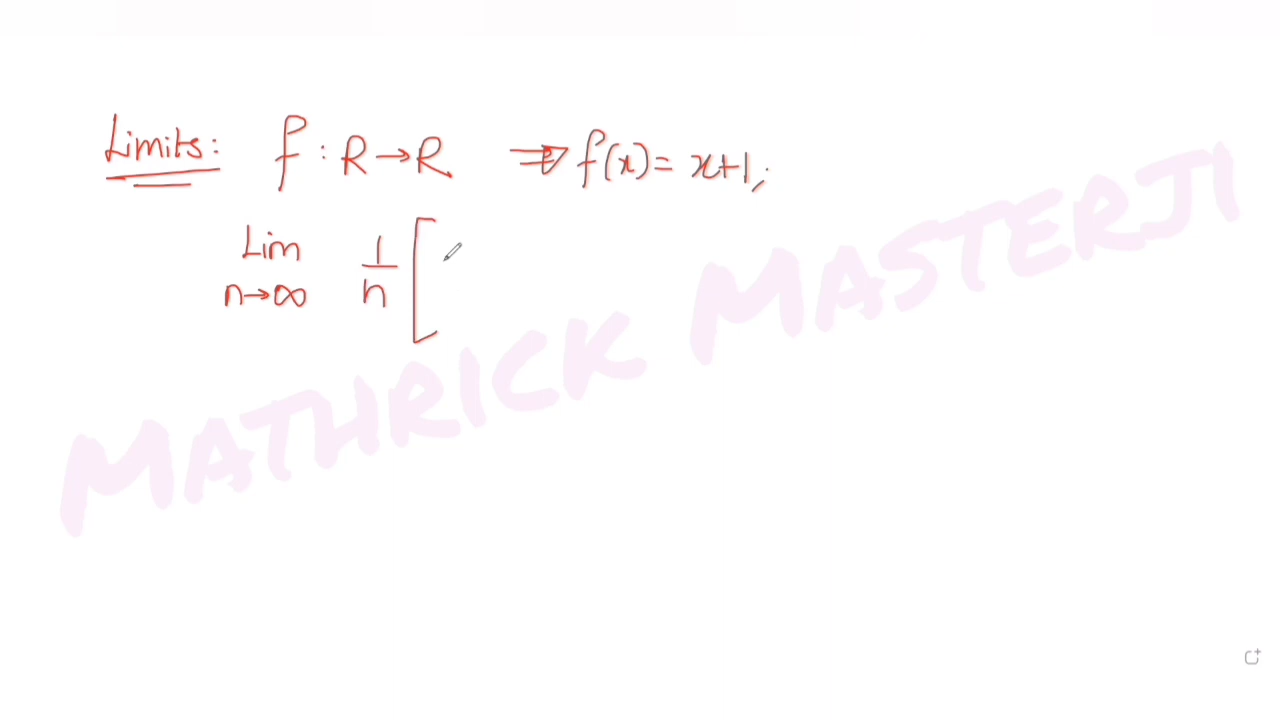 Limits: f : R → R ⇒ f(x) = x+1;
Lim n→∞ 1/n [
MATHRICK MASTERJI